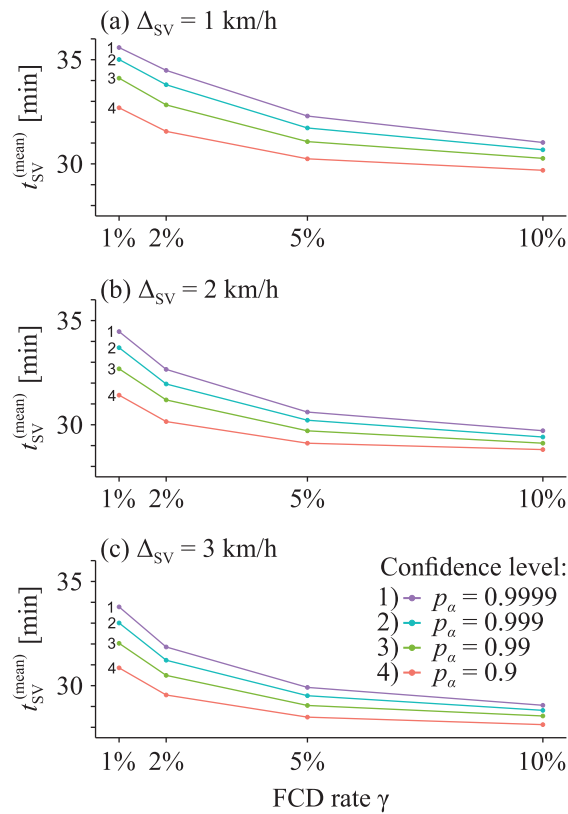 (a) Δ_SV = 1 km/h
t_SV^(mean) [min]
35
30
1
2
3
4
1% 2% 5% 10%
(b) Δ_SV = 2 km/h
t_SV^(mean) [min]
35
30
1
2
3
4
1% 2% 5% 10%
(c) Δ_SV = 3 km/h
t_SV^(mean) [min]
35
30
1
2
3
4
Confidence level:
1) p_α = 0.9999
2) p_α = 0.999
3) p_α = 0.99
4) p_α = 0.9
1% 2% 5% 10%
FCD rate γ